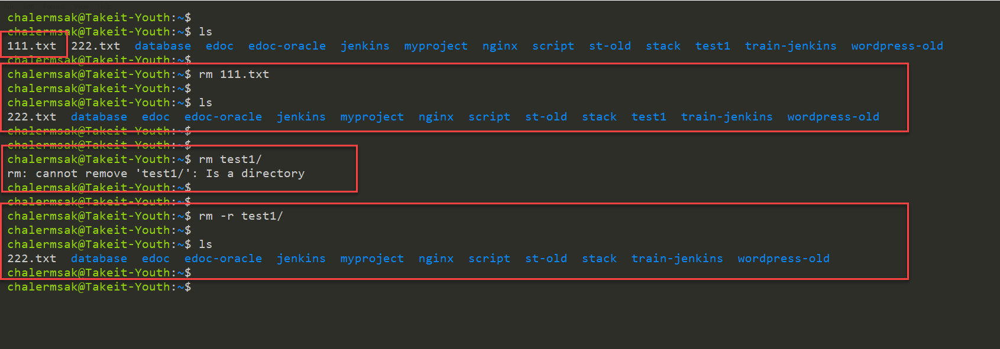 chalermsak@Takeit-Youth:~$
chalermsak@Takeit-Youth:~$ ls
111.txt 222.txt database edoc edoc-oracle jenkins myproject nginx script st-old stack test1 train-jenkins wordpress-old
chalermsak@Takeit-Youth:~$
chalermsak@Takeit-Youth:~$ rm 111.txt
chalermsak@Takeit-Youth:~$
chalermsak@Takeit-Youth:~$ ls
222.txt database edoc edoc-oracle jenkins myproject nginx script st-old stack test1 train-jenkins wordpress-old
chalermsak@Takeit-Youth:~$
chalermsak@Takeit-Youth:~$
chalermsak@Takeit-Youth:~$ rm test1/
rm: cannot remove 'test1/': Is a directory
chalermsak@Takeit-Youth:~$
chalermsak@Takeit-Youth:~$
chalermsak@Takeit-Youth:~$ rm -r test1/
chalermsak@Takeit-Youth:~$
chalermsak@Takeit-Youth:~$ ls
222.txt database edoc edoc-oracle jenkins myproject nginx script st-old stack train-jenkins wordpress-old
chalermsak@Takeit-Youth:~$
chalermsak@Takeit-Youth:~$